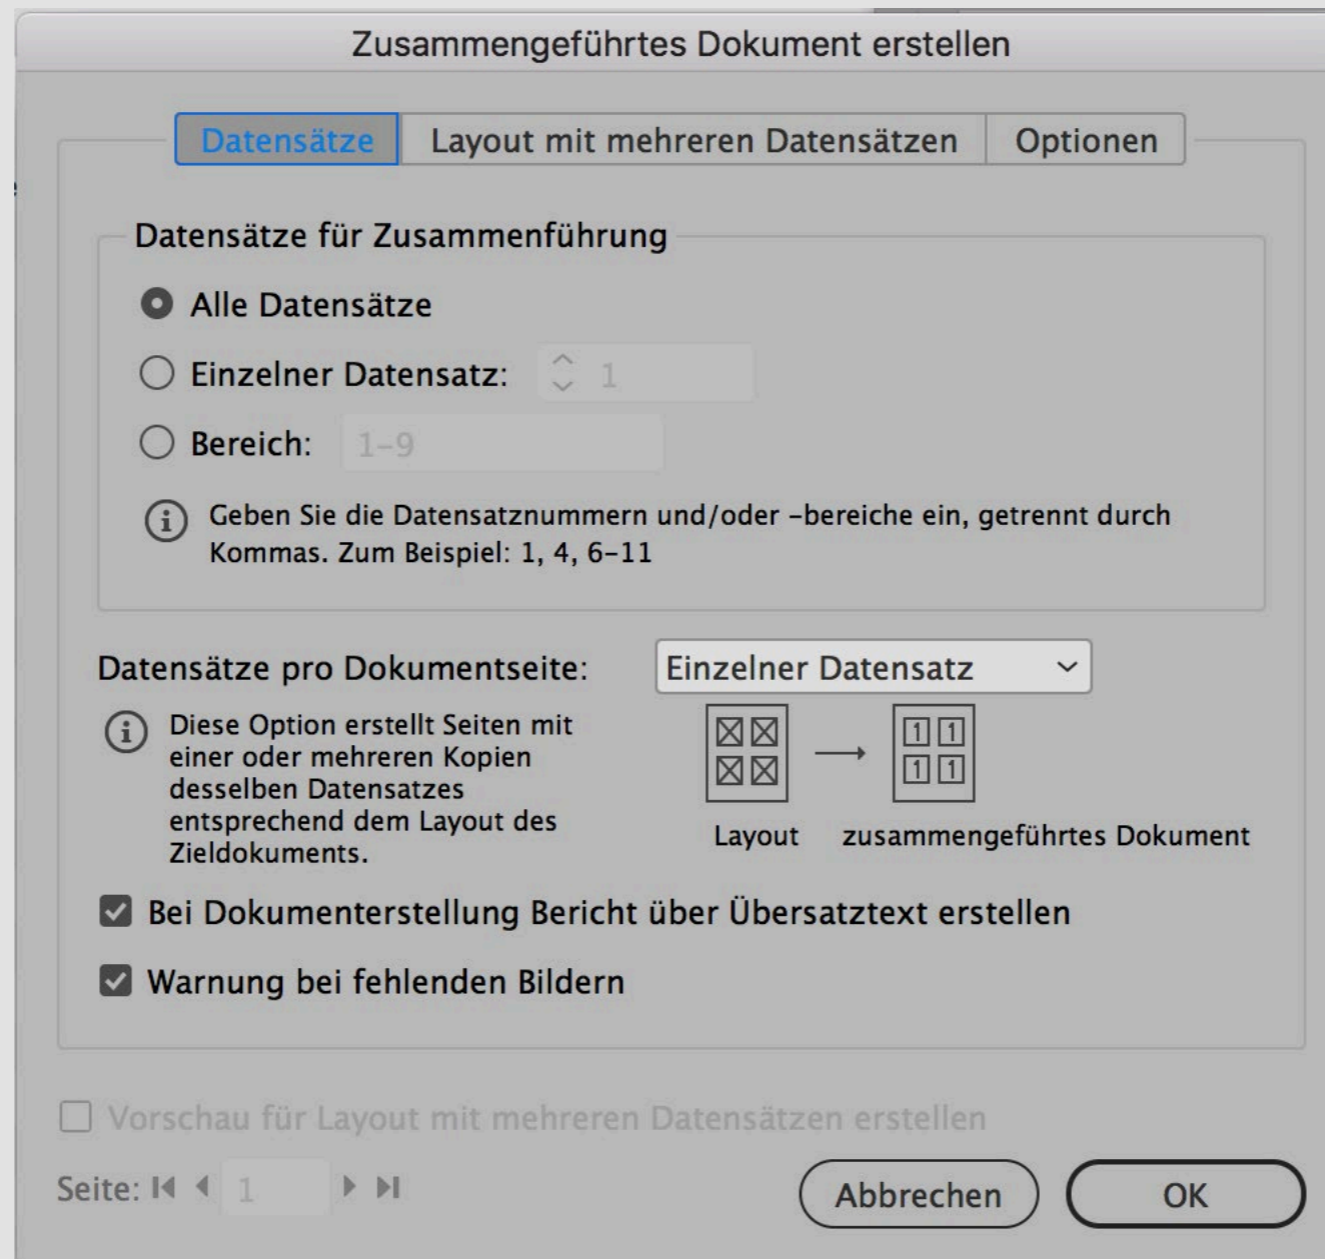 Zusammengeführtes Dokument erstellen
Datensätze
Layout mit mehreren Datensätzen
Optionen
Datensätze für Zusammenführung
Alle Datensätze
Einzelner Datensatz: 1
Bereich: 1-9
Geben Sie die Datensatznummern und/oder -bereiche ein, getrennt durch
Kommas. Zum Beispiel: 1, 4, 6-11
Datensätze pro Dokumentseite: Einzelner Datensatz
Diese Option erstellt Seiten mit
einer oder mehreren Kopien
desselben Datensatzes
entsprechend dem Layout des
Zieldokuments.
1 1
1 1
Layout zusammengeführtes Dokument
Bei Dokumenterstellung Bericht über Übersatztext erstellen
Warnung bei fehlenden Bildern
Vorschau für Layout mit mehreren Datensätzen erstellen
Seite: 1
Abbrechen
OK